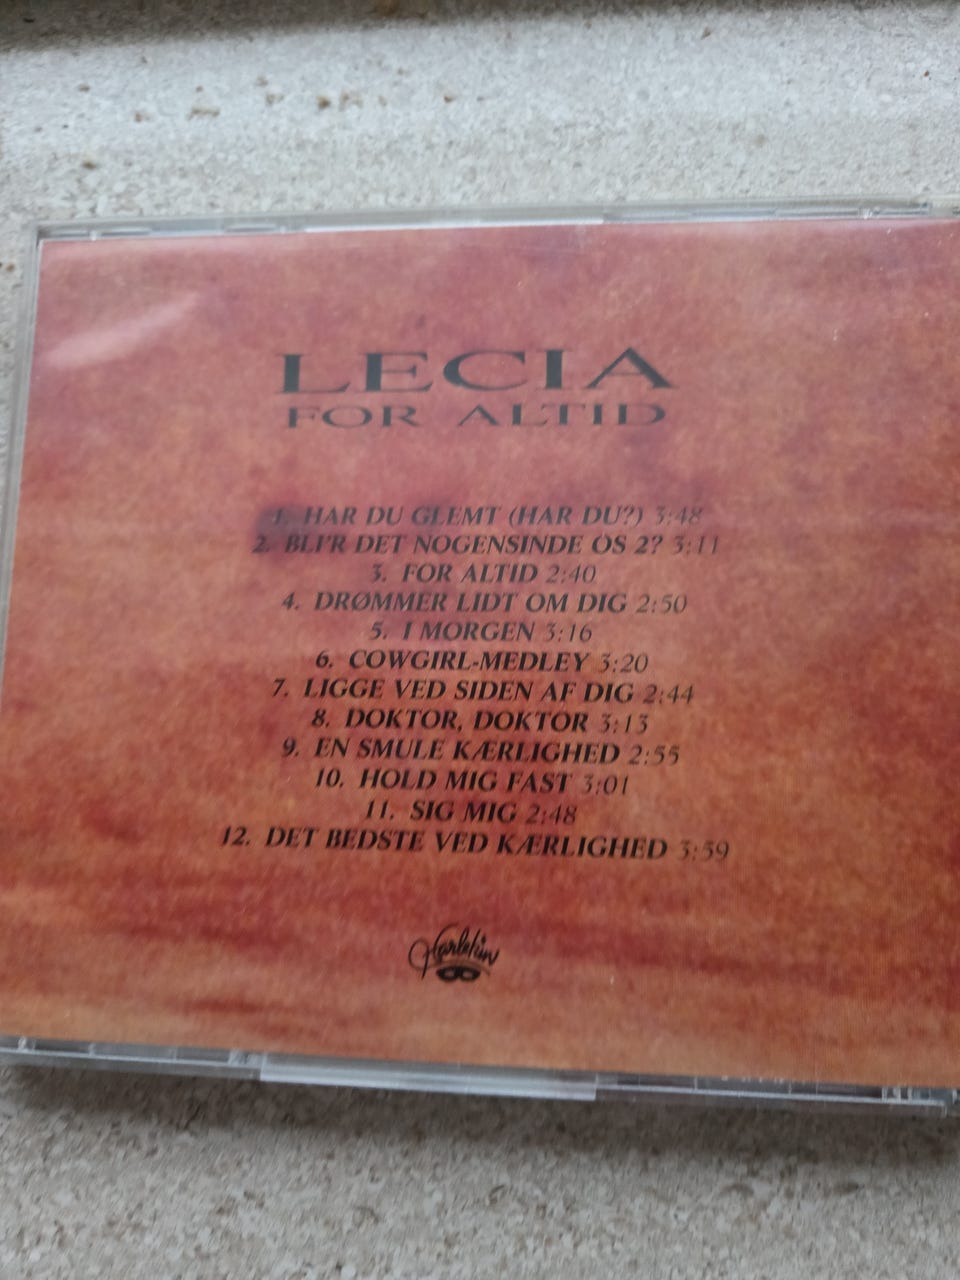 LECIA
FOR ALTID
1. HAR DU GLEMT (HAR DU?) 3:48
2. BLI'R DET NOGENSINDE OS 2? 3:11
3. FOR ALTID 2:40
4. DRØMMER LIDT OM DIG 2:50
5. I MORGEN 3:16
6. COWGIRL-MEDLEY 3:20
7. LIGGE VED SIDEN AF DIG 2:44
8. DOKTOR, DOKTOR 3:13
9. EN SMULE KÆRLIGHED 2:55
10. HOLD MIG FAST 3:01
11. SIG MIG 2:48
12. DET BEDSTE VED KÆRLIGHED 3:59
Harlekin